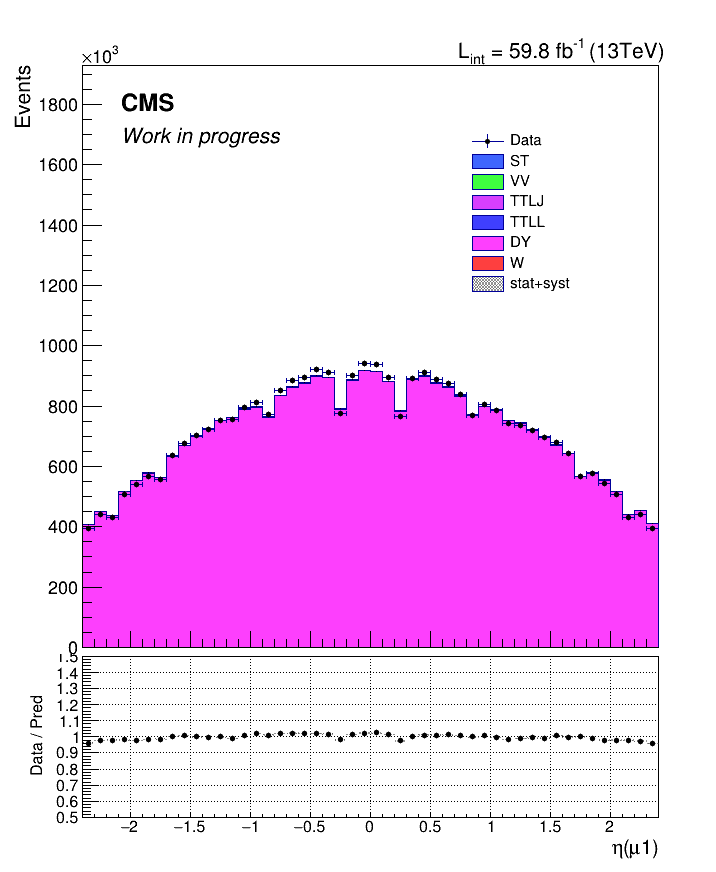 ×10³
L_int = 59.8 fb⁻¹ (13TeV)
Events
CMS
Work in progress
Data
ST
VV
TTLJ
TTLL
DY
W
stat+syst
1800
1600
1400
1200
1000
800
600
400
200
0
Data / Pred
1.5
1.4
1.3
1.2
1.1
1
0.9
0.8
0.7
0.6
0.5
−2 −1.5 −1 −0.5 0 0.5 1 1.5 2
η(μ1)